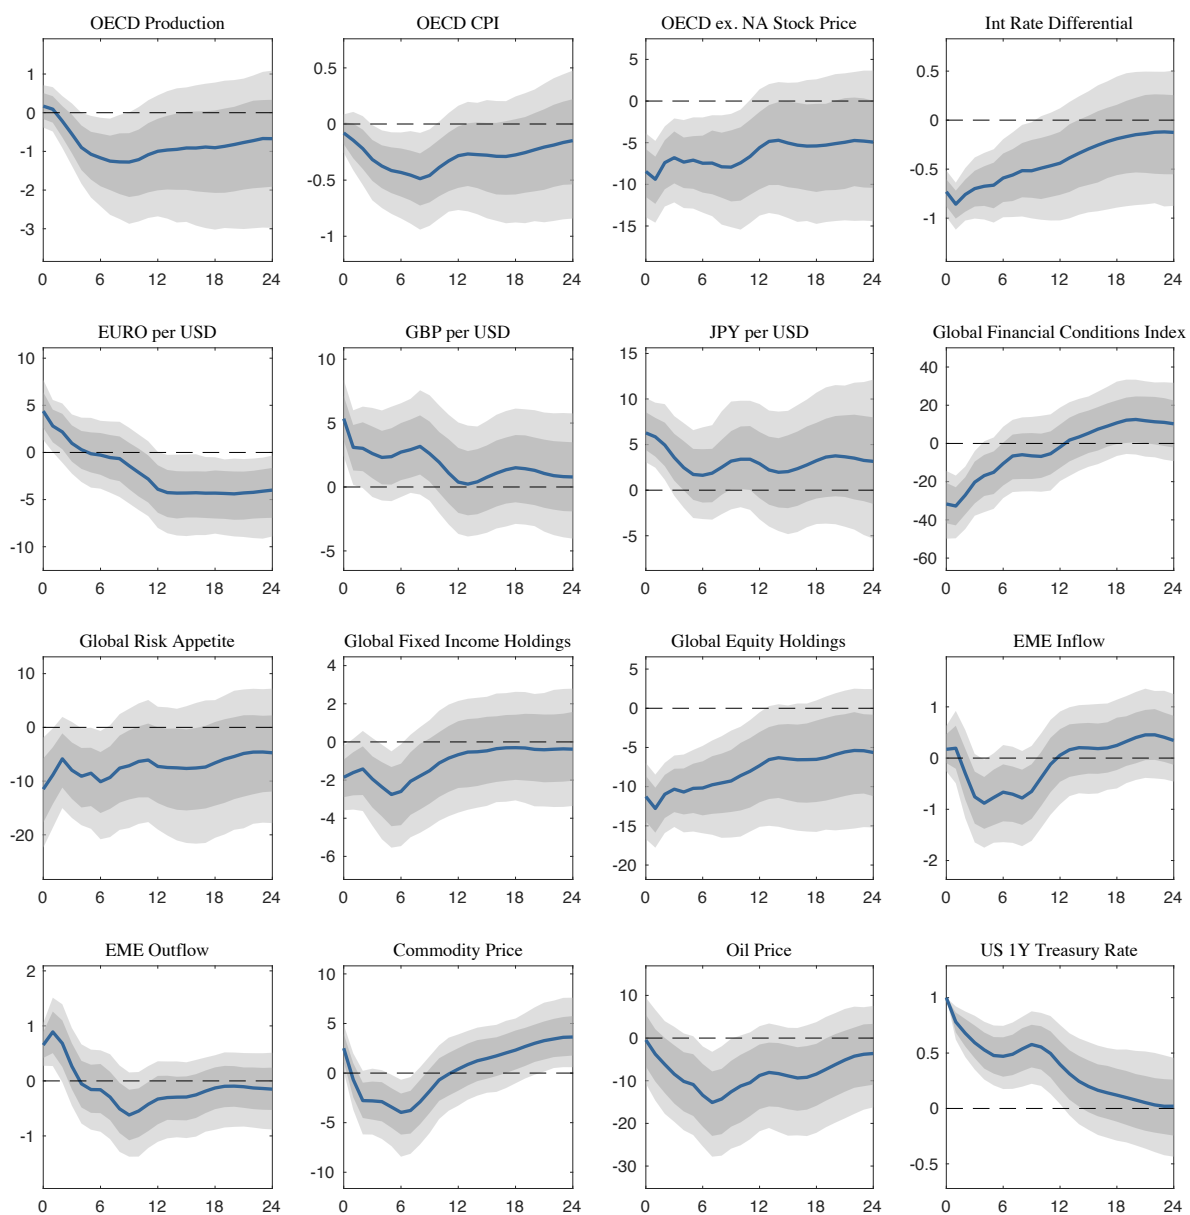 OECD Production
1
0
-1
-2
-3
0 6 12 18 24
OECD CPI
0.5
0
-0.5
-1
0 6 12 18 24
OECD ex. NA Stock Price
5
0
-5
-10
-15
0 6 12 18 24
Int Rate Differential
0.5
0
-1
0 6 12 18 24
EURO per USD
10
5
0
-5
-10
0 6 12 18 24
GBP per USD
10
5
0
-5
0 6 12 18 24
JPY per USD
15
10
5
0
-5
0 6 12 18 24
Global Financial Conditions Index
40
20
0
-20
-40
-60
0 6 12 18 24
Global Risk Appetite
10
0
-10
-20
0 6 12 18 24
Global Fixed Income Holdings
4
2
0
-2
-4
-6
0 6 12 18 24
Global Equity Holdings
5
0
-5
-10
-15
-20
0 6 12 18 24
EME Inflow
1
0
-1
-2
0 6 12 18 24
EME Outflow
2
1
0
-1
0 6 12 18 24
Commodity Price
10
5
0
-10
0 6 12 18 24
Oil Price
10
0
-10
-20
-30
0 6 12 18 24
US 1Y Treasury Rate
1
0.5
0
-0.5
0 6 12 18 24